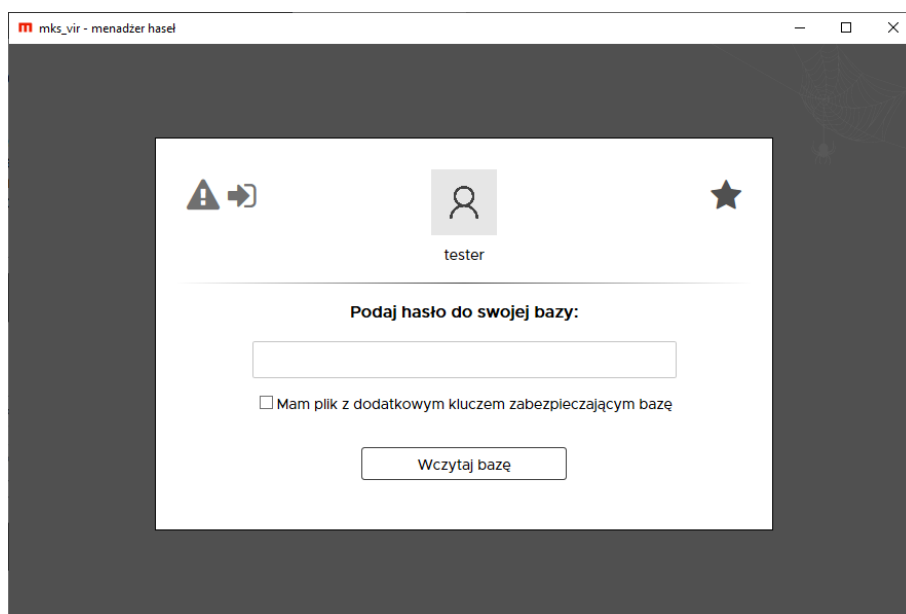 mks_vir - menadżer haseł
tester
Podaj hasło do swojej bazy:
Mam plik z dodatkowym kluczem zabezpieczającym bazę
Wczytaj bazę